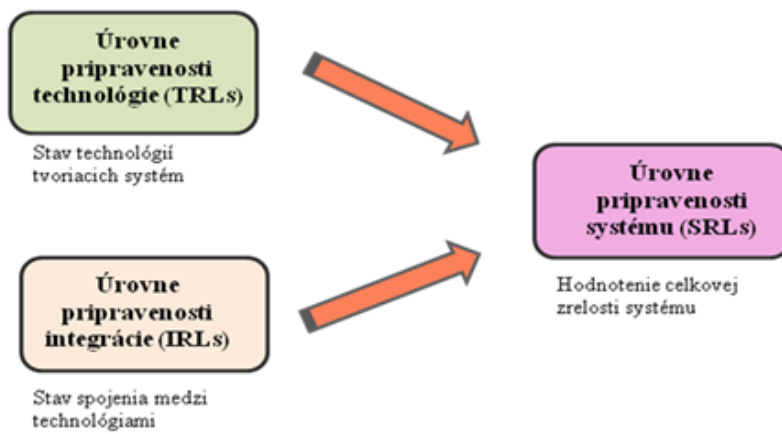 Úrovne
pripravenosti
technológie (TRLs)
Stav technológií
tvoriacich systém
Úrovne
pripravenosti
integrácie (IRLs)
Stav spojenia medzi
technológiami
Úrovne
pripravenosti
systému (SRLs)
Hodnotenie celkovej
zrelosti systému